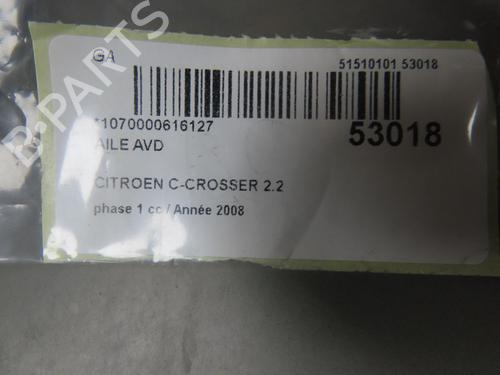 GA
51510101 53018
*1070000616127
53018
AILE AVD
CITROEN C-CROSSER 2.2
phase 1 cc / Année 2008
B-PARTS